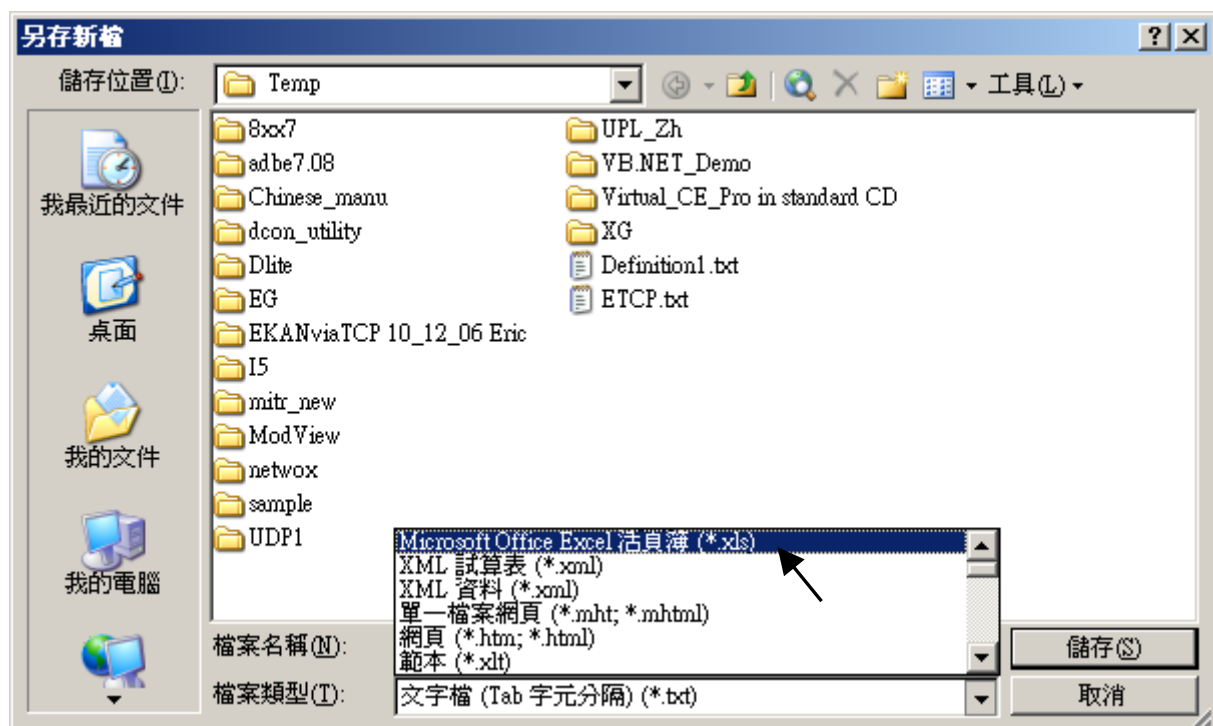 另存新檔
儲存位置(I):
Temp
工具(L)
我最近的文件
桌面
我的文件
我的電腦
8xx7
adbe7.08
Chinese_manu
dcon_utility
Dlite
EG
EKANviaTCP 10_12_06 Eric
I5
mitr_new
ModView
netwox
sample
UDP1
UPL_Zh
VB.NET_Demo
Virtual_CE_Pro in standard CD
XG
Definition1.txt
ETCP.txt
Microsoft Office Excel 活頁簿 (*.xls)
XML 試算表 (*.xml)
XML 資料 (*.xml)
單一檔案網頁 (*.mht; *.mhtml)
網頁 (*.htm; *.html)
範本 (*.xlt)
檔案名稱(N):
儲存(S)
檔案類型(T):
文字檔 (Tab 字元分隔) (*.txt)
取消